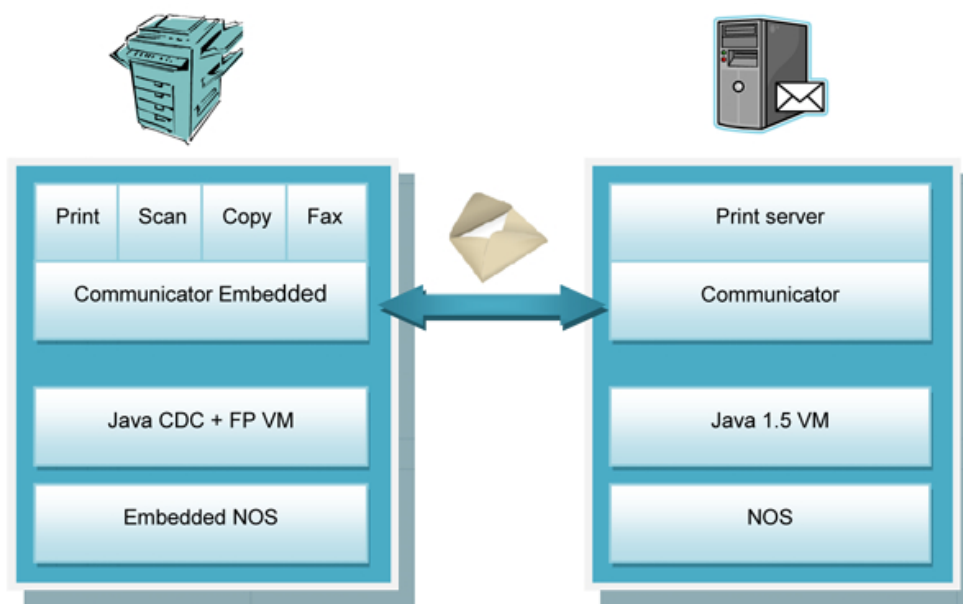 Print Scan Copy Fax
Communicator Embedded
Java CDC + FP VM
Embedded NOS
Print server
Communicator
Java 1.5 VM
NOS